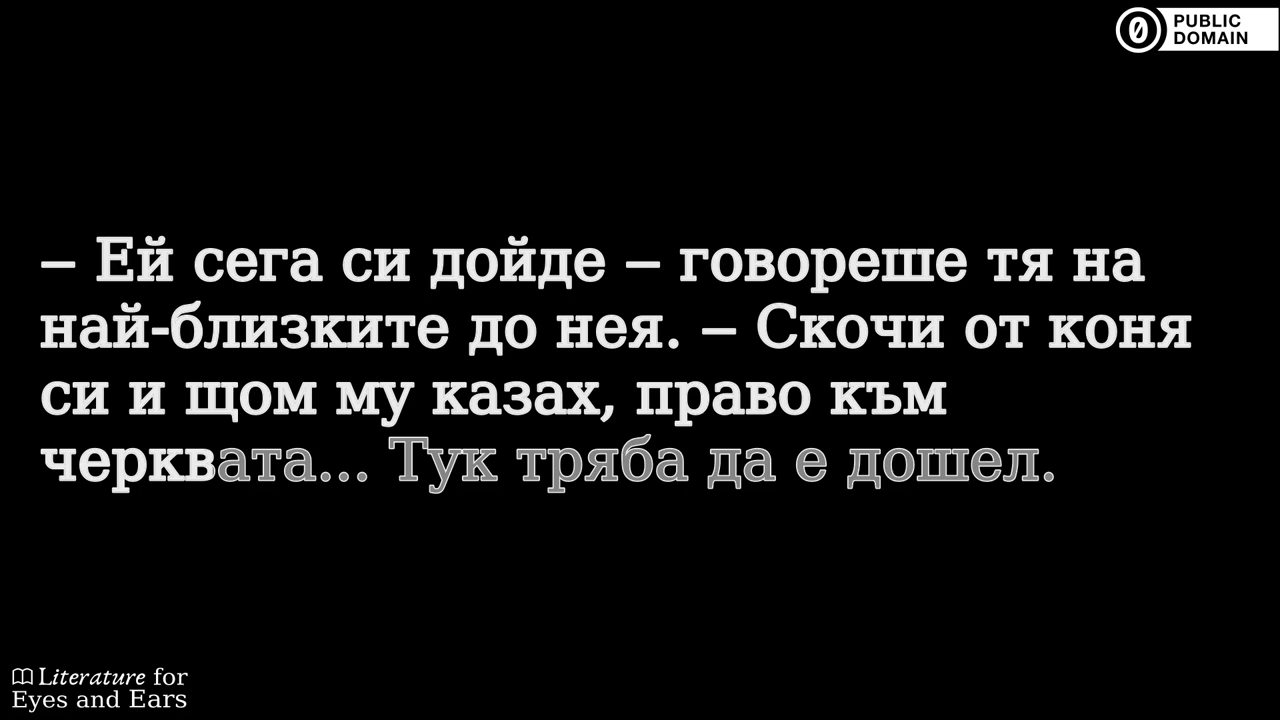 PUBLIC
DOMAIN
– Ей сега си дойде – говореше тя на
най-близките до нея. – Скочи от коня
си и щом му казах, право към
черквата... Тук тряба да е дошел.
Literature for
Eyes and Ears